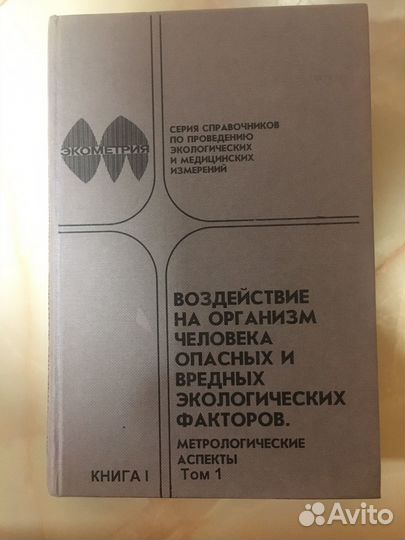 ЭКОМЕТРИЯ
СЕРИЯ СПРАВОЧНИКОВ
ПО ПРОВЕДЕНИЮ
ЭКОЛОГИЧЕСКИХ
И МЕДИЦИНСКИХ
ИЗМЕРЕНИЙ
ВОЗДЕЙСТВИЕ
НА ОРГАНИЗМ
ЧЕЛОВЕКА
ОПАСНЫХ И
ВРЕДНЫХ
ЭКОЛОГИЧЕСКИХ
ФАКТОРОВ.
МЕТРОЛОГИЧЕСКИЕ
АСПЕКТЫ
КНИГА I Том 1
Avito